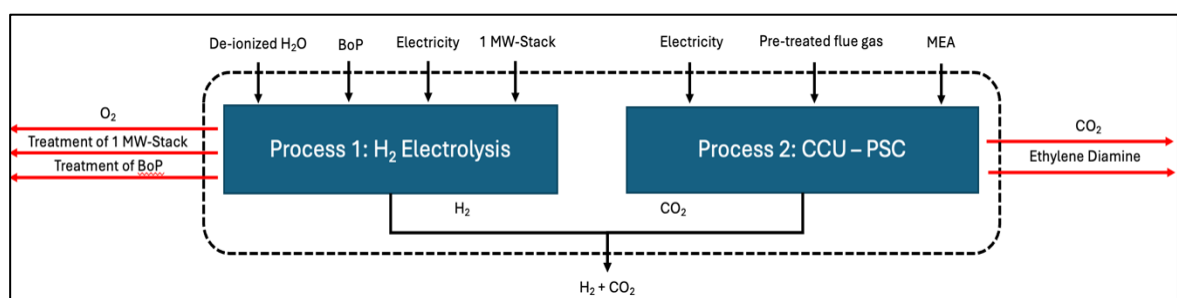 De-ionized H₂O
BoP
Electricity
1 MW-Stack
Electricity
Pre-treated flue gas
MEA
O₂
Treatment of 1 MW-Stack
Treatment of BoP
Process 1: H₂ Electrolysis
Process 2: CCU – PSC
CO₂
Ethylene Diamine
H₂
CO₂
H₂ + CO₂